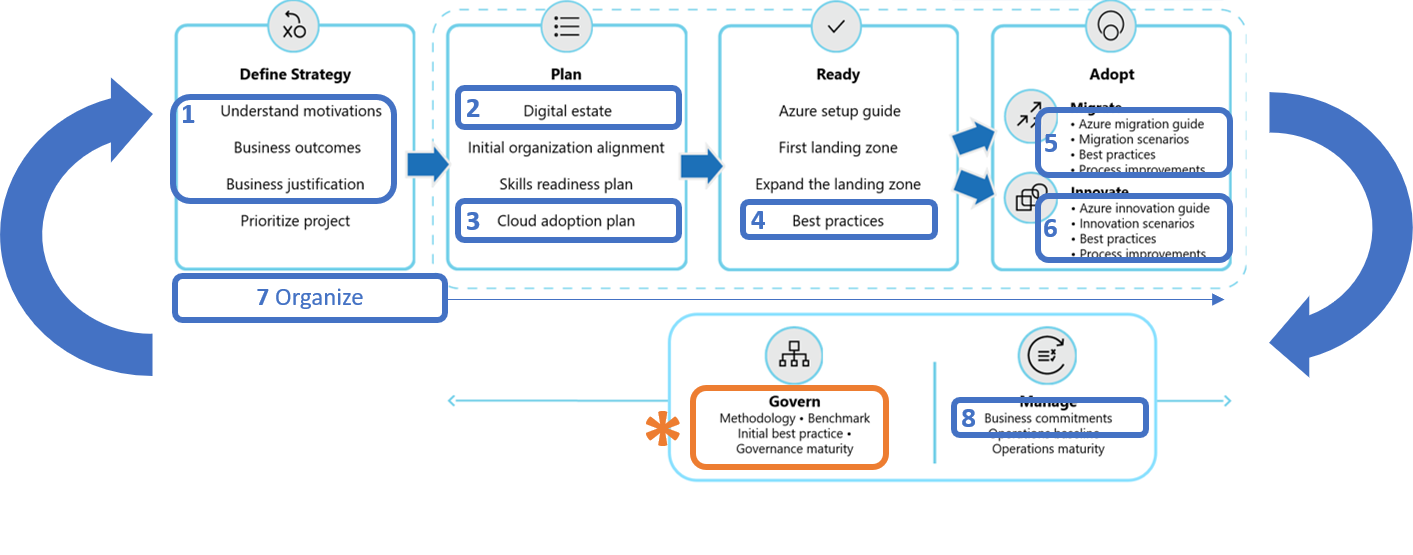 Define Strategy
1 Understand motivations
Business outcomes
Business justification
Prioritize project
Plan
2 Digital estate
Initial organization alignment
Skills readiness plan
3 Cloud adoption plan
Ready
Azure setup guide
First landing zone
Expand the landing zone
4 Best practices
Adopt
Migrate
5
• Azure migration guide
• Migration scenarios
• Best practices
• Process improvements
Innovate
6
• Azure innovation guide
• Innovation scenarios
• Best practices
• Process improvements
7 Organize
*
Govern
Methodology • Benchmark
Initial best practice •
Governance maturity
Manage
8 Business commitments
Operations baseline
Operations maturity